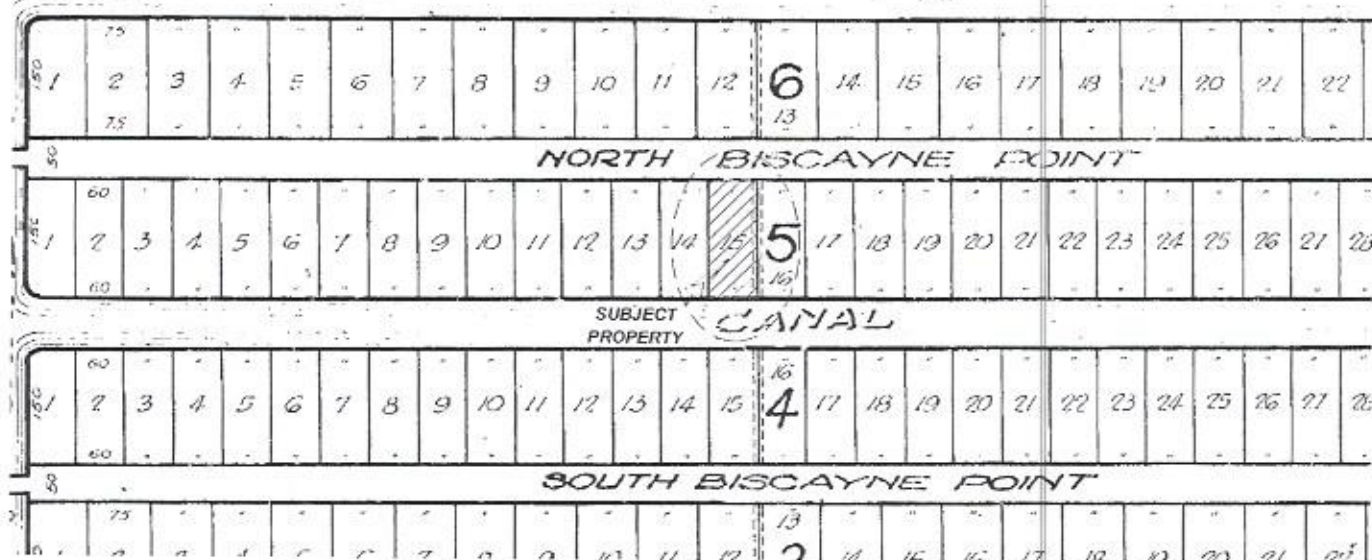 75
150 1 2 3 4 5 6 7 8 9 10 11 12 6 14 15 16 17 18 19 20 21 22
75 13
50 NORTH BISCAYNE POINT
60
150 1 2 3 4 5 6 7 8 9 10 11 12 13 14 15 5 17 18 19 20 21 22 23 24 25 26 27 28
60 16
SUBJECT
PROPERTY CANAL
60 16
150 1 2 3 4 5 6 7 8 9 10 11 12 13 14 15 4 17 18 19 20 21 22 23 24 25 26 27 28
60
50 SOUTH BISCAYNE POINT
75 13